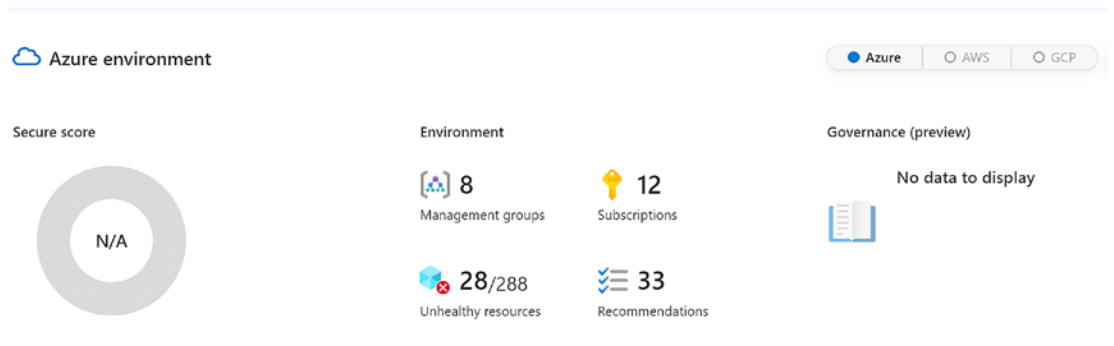 Azure environment
Azure
AWS
GCP
Secure score
N/A
Environment
8
Management groups
12
Subscriptions
28/288
Unhealthy resources
33
Recommendations
Governance (preview)
No data to display